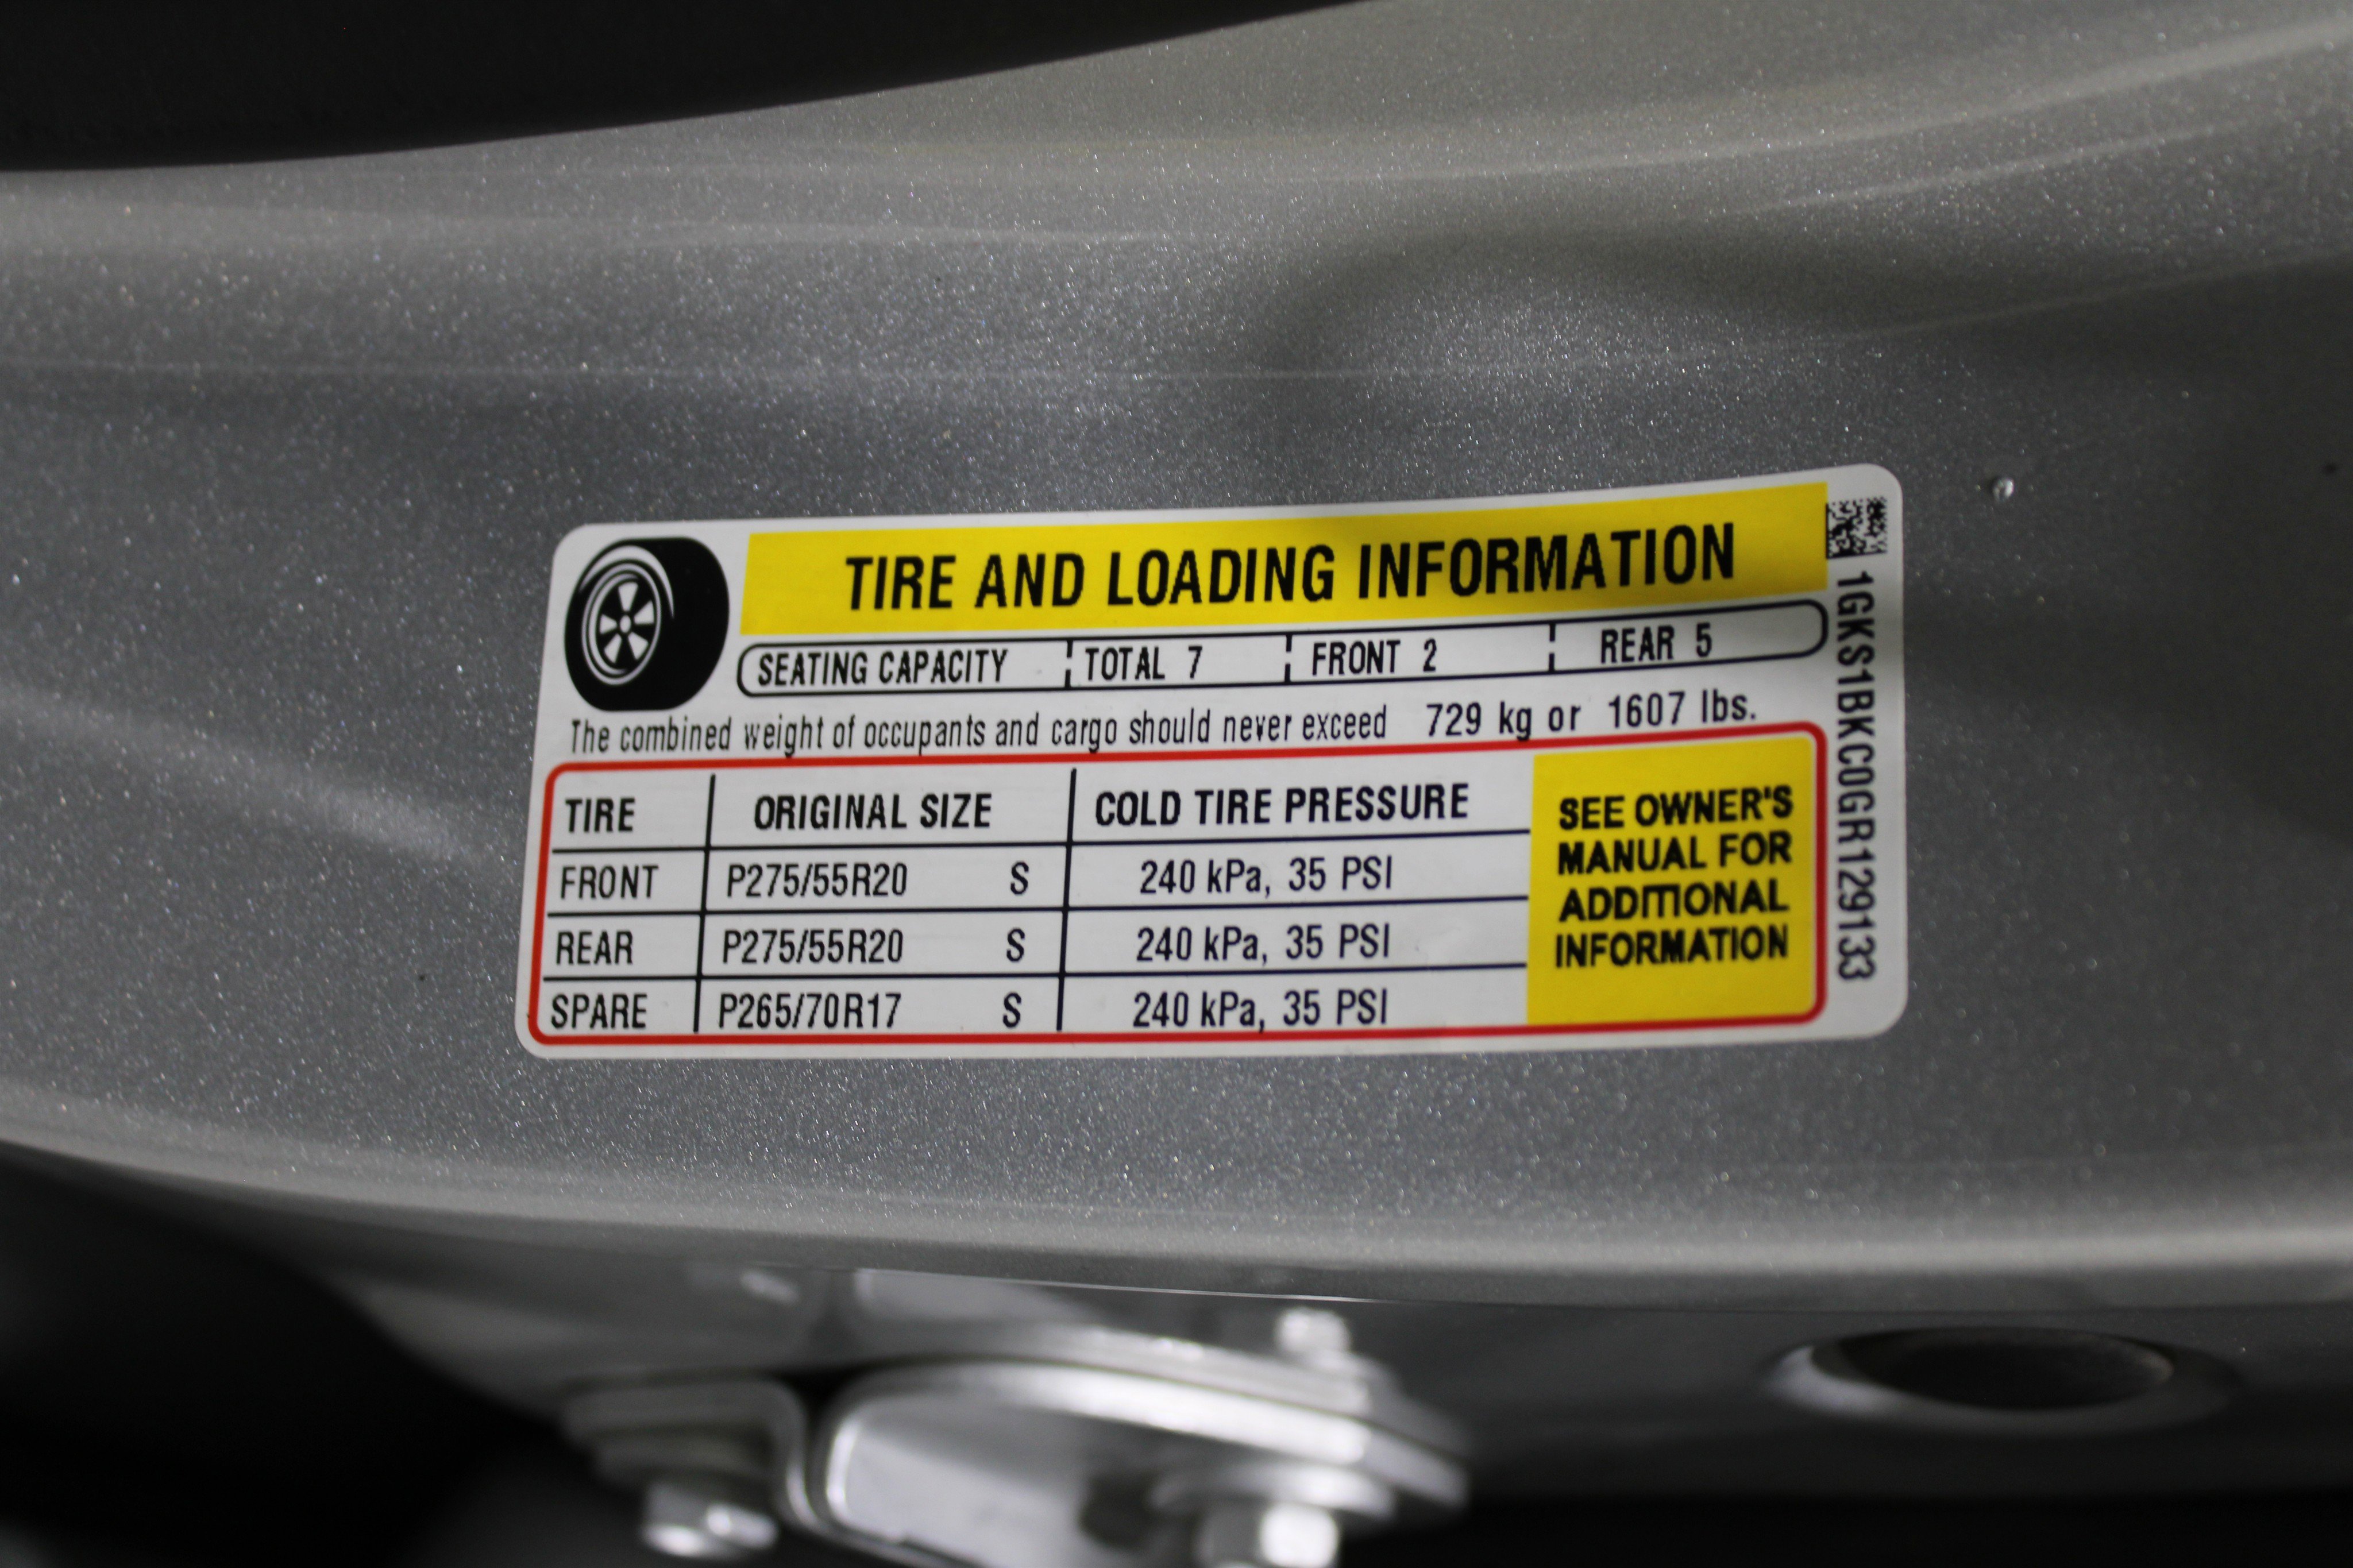 TIRE AND LOADING INFORMATION
SEATING CAPACITY TOTAL 7 FRONT 2 REAR 5
The combined weight of occupants and cargo should never exceed 729 kg or 1607 lbs.
TIRE ORIGINAL SIZE COLD TIRE PRESSURE
FRONT P275/55R20 S 240 kPa, 35 PSI
REAR P275/55R20 S 240 kPa, 35 PSI
SPARE P265/70R17 S 240 kPa, 35 PSI
SEE OWNER'S
MANUAL FOR
ADDITIONAL
INFORMATION
1GKS1BKC0GR129133